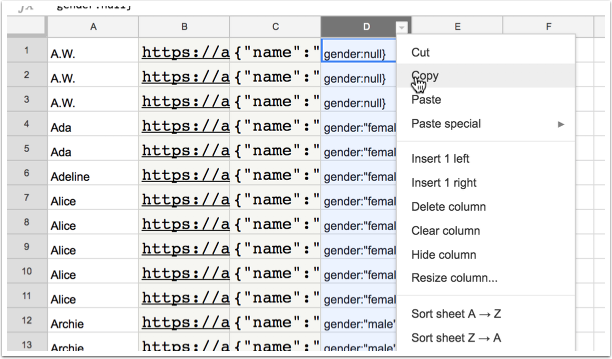 gender:null}
A B C D E F
1 A.W. https://a {"name":" gender:null}
2 A.W. https://a {"name":" gender:null}
3 A.W. https://a {"name":" gender:null}
4 Ada https://a {"name":" gender:"femal
5 Ada https://a {"name":" gender:"femal
6 Adeline https://a {"name":" gender:"femal
7 Alice https://a {"name":" gender:"femal
8 Alice https://a {"name":" gender:"femal
9 Alice https://a {"name":" gender:"femal
10 Alice https://a {"name":" gender:"femal
11 Alice https://a {"name":" gender:"femal
12 Archie https://a {"name":" gender:"male"
13 Archie https://a {"name":" gender:"male"
Cut
Copy
Paste
Paste special
Insert 1 left
Insert 1 right
Delete column
Clear column
Hide column
Resize column...
Sort sheet A → Z
Sort sheet Z → A